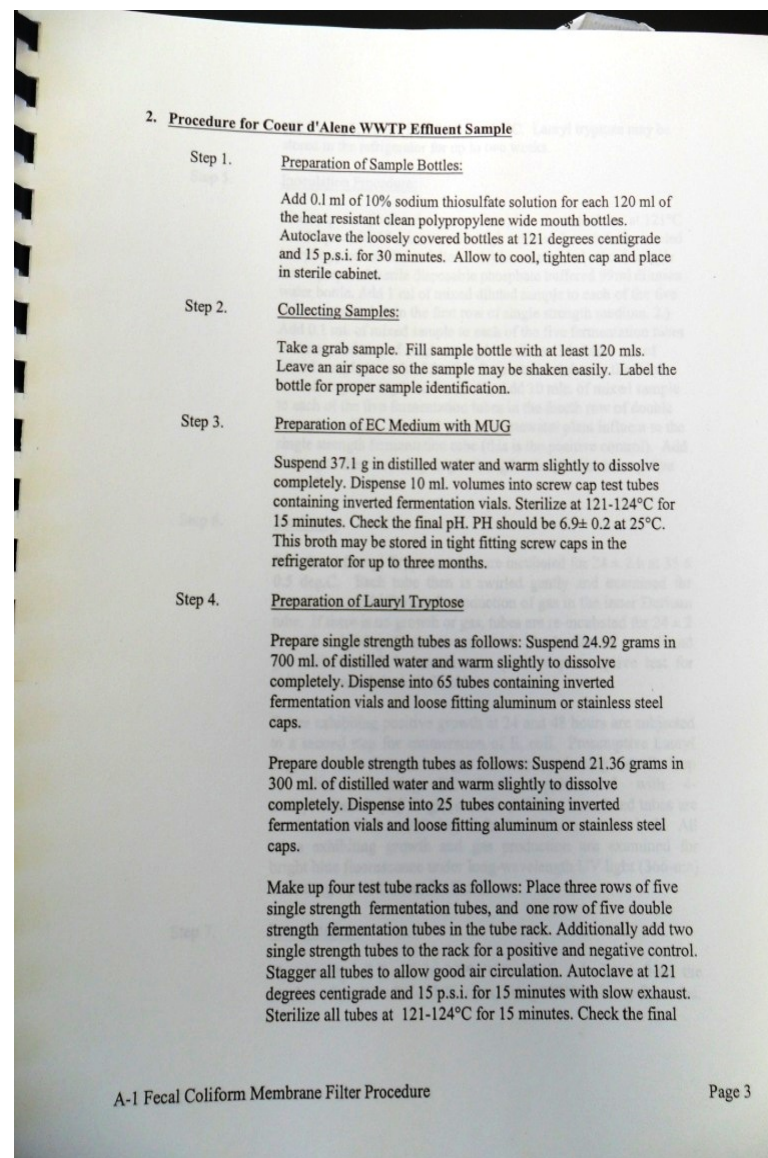 2. Procedure for Coeur d'Alene WWTP Effluent Sample
Step 1. Preparation of Sample Bottles:
Add 0.1 ml of 10% sodium thiosulfate solution for each 120 ml of
the heat resistant clean polypropylene wide mouth bottles.
Autoclave the loosely covered bottles at 121 degrees centigrade
and 15 p.s.i. for 30 minutes. Allow to cool, tighten cap and place
in sterile cabinet.
Step 2. Collecting Samples:
Take a grab sample. Fill sample bottle with at least 120 mls.
Leave an air space so the sample may be shaken easily. Label the
bottle for proper sample identification.
Step 3. Preparation of EC Medium with MUG
Suspend 37.1 g in distilled water and warm slightly to dissolve
completely. Dispense 10 ml. volumes into screw cap test tubes
containing inverted fermentation vials. Sterilize at 121-124°C for
15 minutes. Check the final pH. PH should be 6.9± 0.2 at 25°C.
This broth may be stored in tight fitting screw caps in the
refrigerator for up to three months.
Step 4. Preparation of Lauryl Tryptose
Prepare single strength tubes as follows: Suspend 24.92 grams in
700 ml. of distilled water and warm slightly to dissolve
completely. Dispense into 65 tubes containing inverted
fermentation vials and loose fitting aluminum or stainless steel
caps.
Prepare double strength tubes as follows: Suspend 21.36 grams in
300 ml. of distilled water and warm slightly to dissolve
completely. Dispense into 25 tubes containing inverted
fermentation vials and loose fitting aluminum or stainless steel
caps.
Make up four test tube racks as follows: Place three rows of five
single strength fermentation tubes, and one row of five double
strength fermentation tubes in the tube rack. Additionally add two
single strength tubes to the rack for a positive and negative control.
Stagger all tubes to allow good air circulation. Autoclave at 121
degrees centigrade and 15 p.s.i. for 15 minutes with slow exhaust.
Sterilize all tubes at 121-124°C for 15 minutes. Check the final
A-1 Fecal Coliform Membrane Filter Procedure Page 3